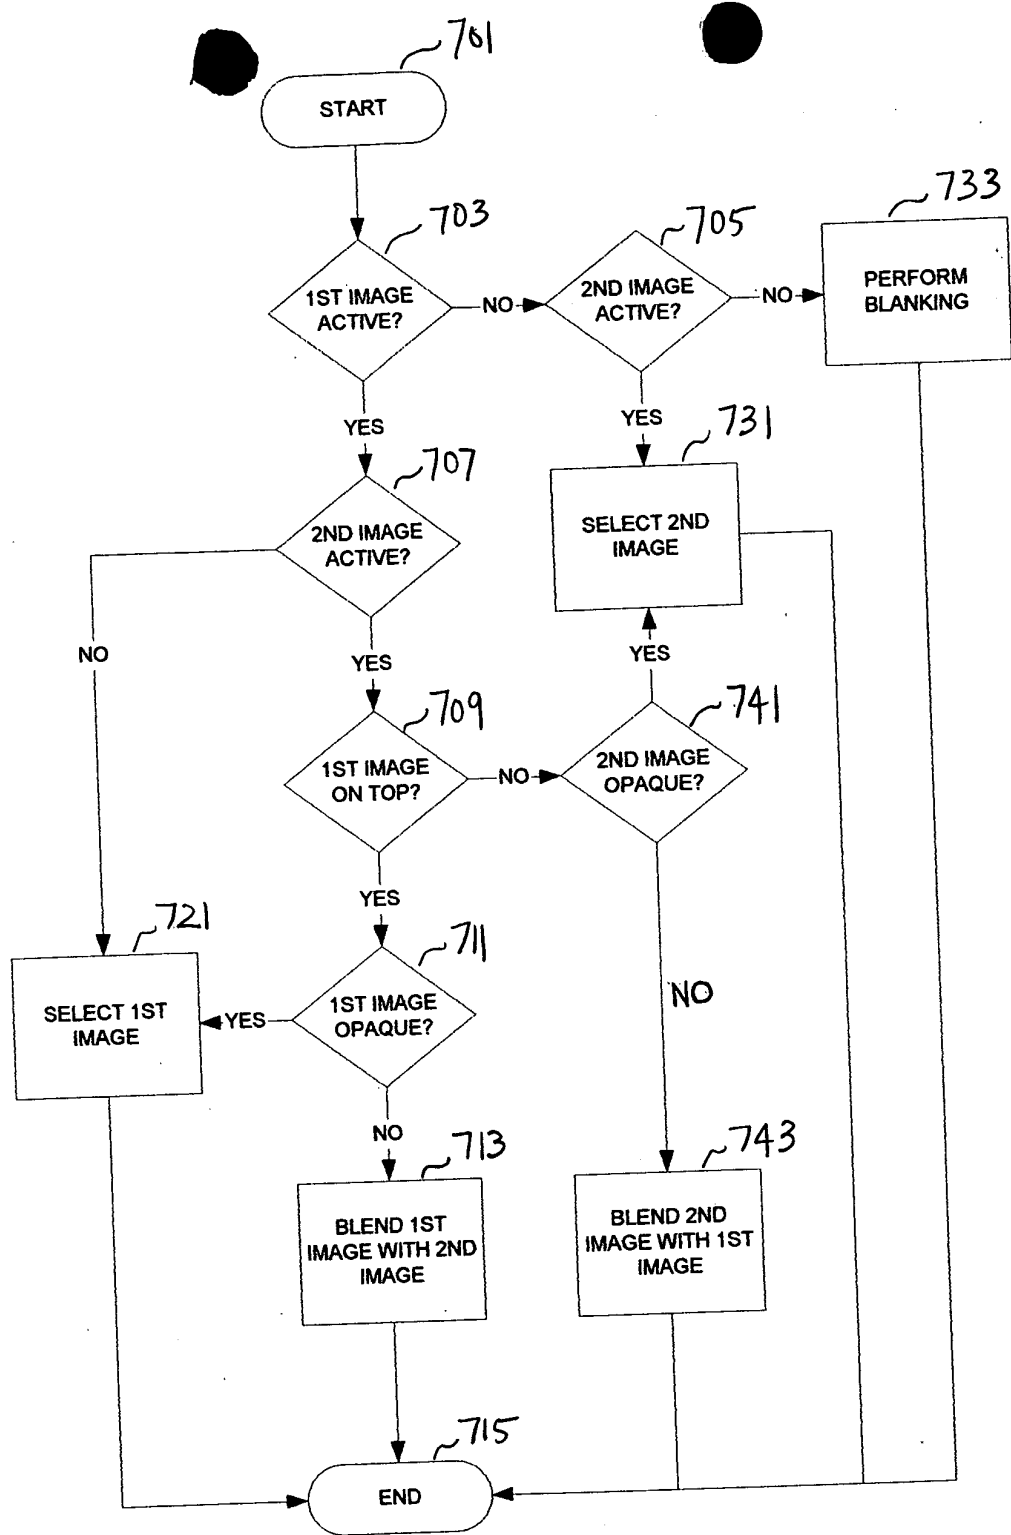 701
START
703
705
733
1ST IMAGE
ACTIVE?
NO
2ND IMAGE
ACTIVE?
NO
PERFORM
BLANKING
YES
YES
707
731
2ND IMAGE
ACTIVE?
SELECT 2ND
IMAGE
NO
YES
YES
709
741
1ST IMAGE
ON TOP?
NO
2ND IMAGE
OPAQUE?
YES
721
711
NO
SELECT 1ST
IMAGE
YES
1ST IMAGE
OPAQUE?
NO
713
743
BLEND 1ST
IMAGE WITH 2ND
IMAGE
BLEND 2ND
IMAGE WITH 1ST
IMAGE
715
END